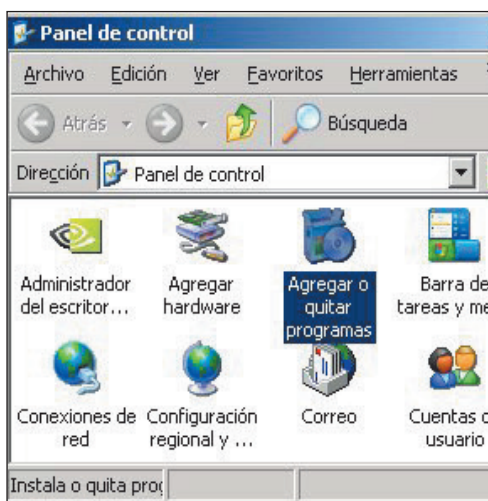 Panel de control
Archivo Edición Ver Favoritos Herramientas
Atrás Búsqueda
Dirección Panel de control
Administrador del escritor...
Agregar hardware
Agregar o quitar programas
Barra de tareas y me
Conexiones de red
Configuración regional y ...
Correo
Cuentas d usuario
Instala o quita prog